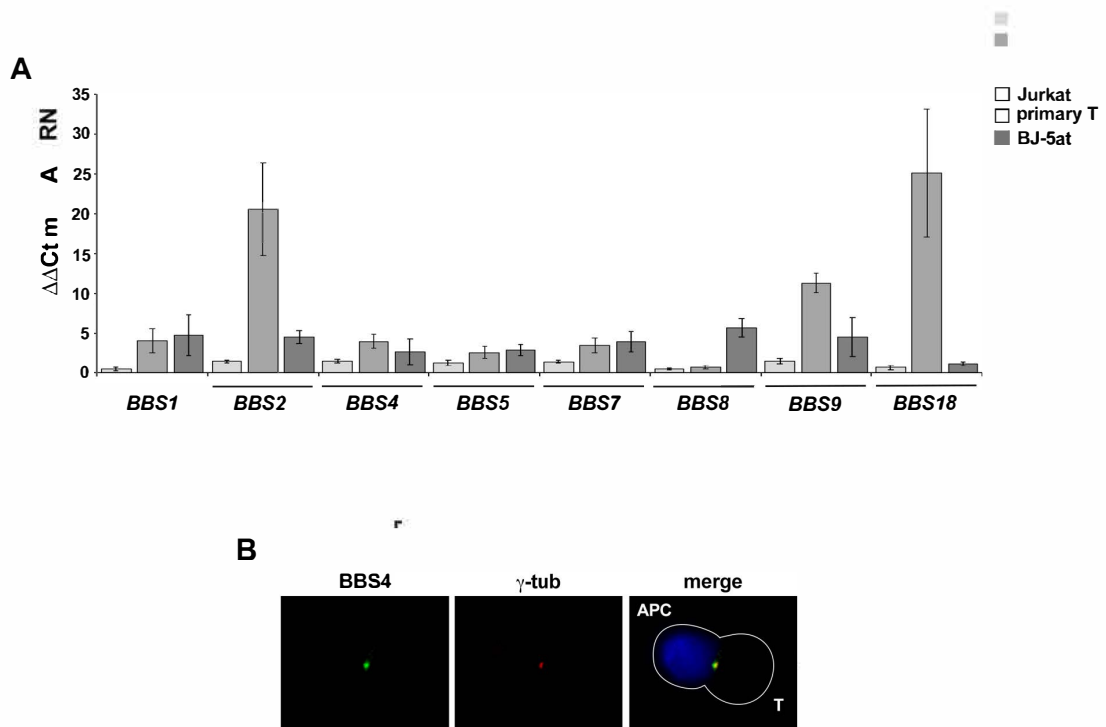 A
35
30
25
20
15
10
5
0
ΔΔCt m A RN
Jurkat
primary T
BJ-5at
BBS1 BBS2 BBS4 BBS5 BBS7 BBS8 BBS9 BBS18
B
BBS4 γ-tub merge
APC
T